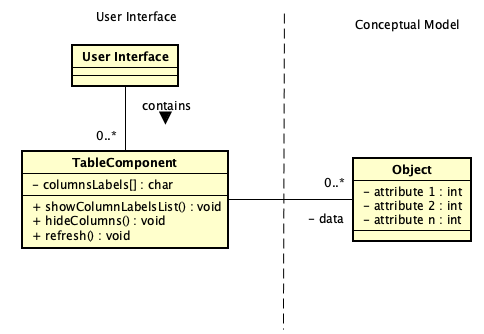 User Interface
Conceptual Model
User Interface
contains
0..*
TableComponent
- columnsLabels[] : char
+ showColumnLabelsList() : void
+ hideColumns() : void
+ refresh() : void
0..*
- data
Object
- attribute 1 : int
- attribute 2 : int
- attribute n : int